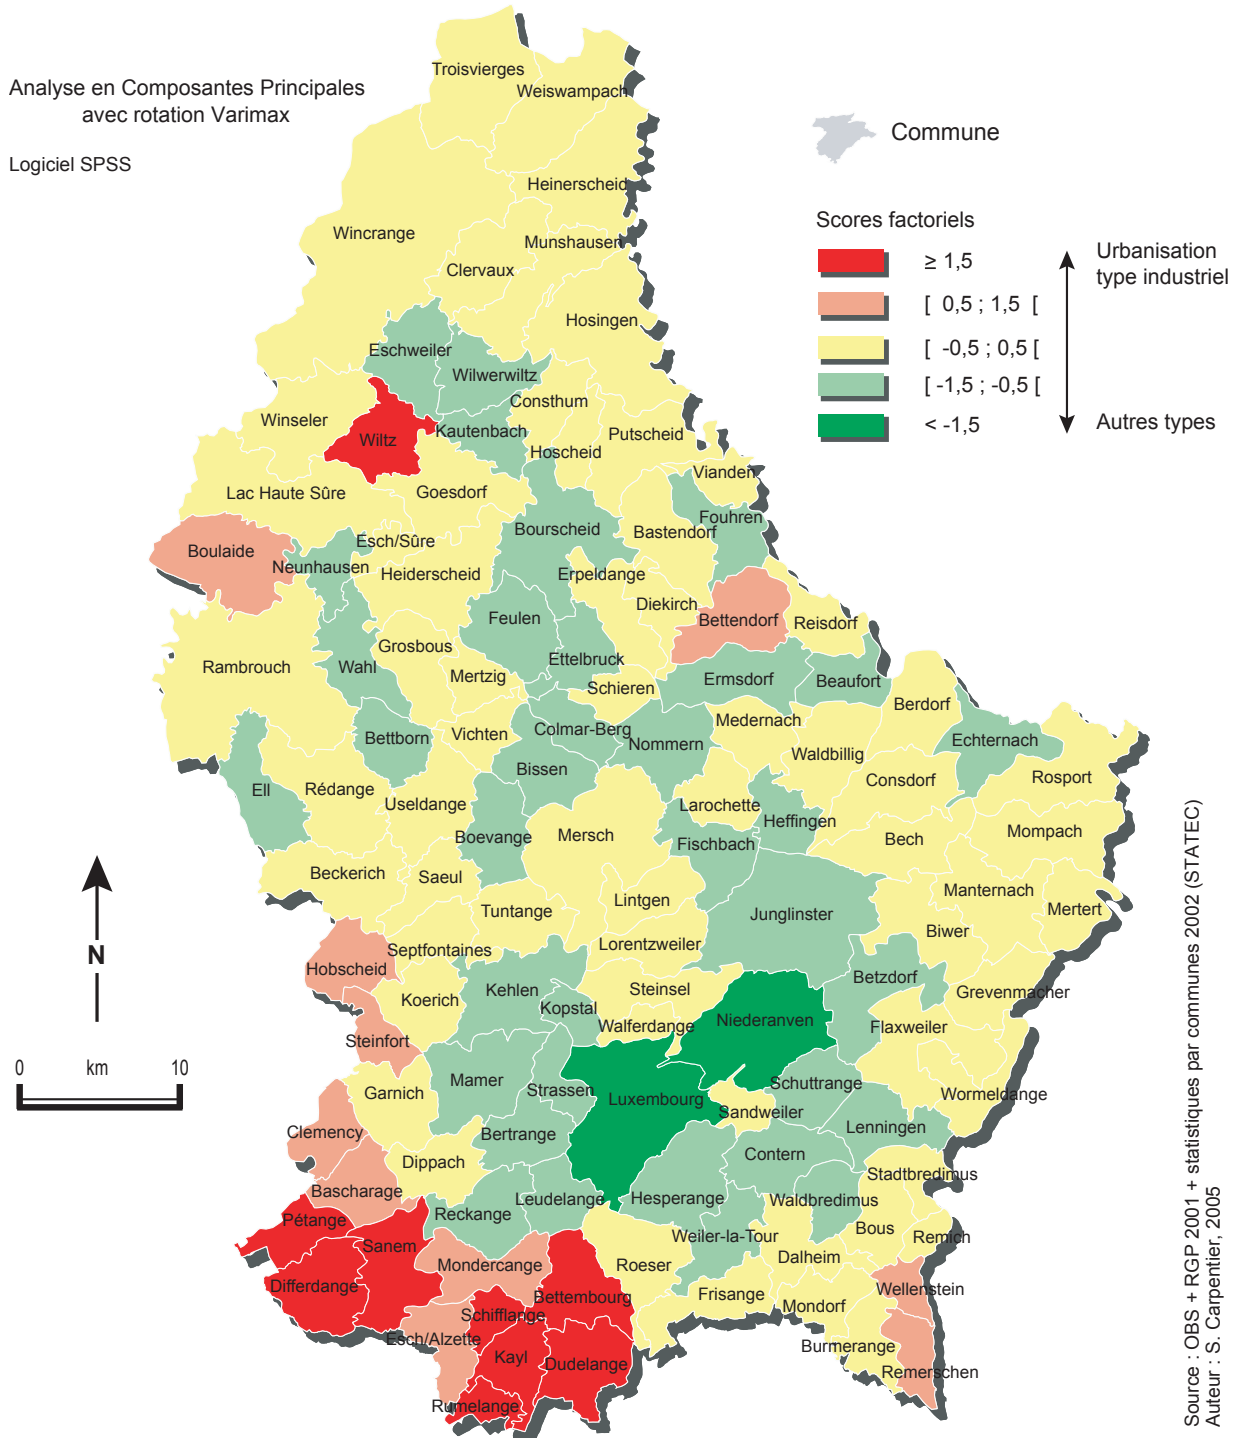 Analyse en Composantes Principales
avec rotation Varimax
Logiciel SPSS
Commune
Scores factoriels
≥ 1,5
[ 0,5 ; 1,5 [
[ -0,5 ; 0,5 [
[ -1,5 ; -0,5 [
< -1,5
Urbanisation
type industriel
Autres types
Troisvierges
Weiswampach
Heinerscheid
Wincrange
Munshausen
Clervaux
Hosingen
Eschweiler
Wilwerwiltz
Consthum
Winseler
Wiltz
Kautenbach
Putscheid
Hoscheid
Vianden
Lac Haute Sûre
Goesdorf
Fouhren
Bourscheid
Bastendorf
Esch/Sûre
Boulaide
Neunhausen
Heiderscheid
Erpeldange
Diekirch
Bettendorf
Reisdorf
Feulen
Grosbous
Ettelbruck
Rambrouch
Wahl
Mertzig
Schieren
Ermsdorf
Beaufort
Berdorf
Medernach
Colmar-Berg
Vichten
Bettborn
Nommern
Echternach
Waldbillig
Bissen
Rosport
Consdorf
Ell
Rédange
Useldange
Larochette
Heffingen
Boevange
Mersch
Mompach
Bech
Fischbach
Beckerich
Saeul
Manternach
Lintgen
Mertert
Tuntange
Junglinster
Biwer
Septfontaines
Lorentzweiler
Hobscheid
Betzdorf
Kehlen
Steinsel
Grevenmacher
Koerich
Kopstal
Niederanven
Walferdange
Flaxweiler
Steinfort
Mamer
Strassen
Schuttrange
Garnich
Luxembourg
Wormeldange
Sandweiler
Lenningen
Clemency
Bertrange
Contern
Dippach
Stadtbredimus
Bascharage
Leudelange
Hesperange
Waldbredimus
Reckange
Pétange
Bous
Weiler-la-Tour
Remich
Sanem
Dalheim
Mondercange
Roeser
Differdange
Wellenstein
Bettembourg
Frisange
Mondorf
Schifflange
Esch/Alzette
Burmerange
Kayl
Dudelange
Remerschen
Rumelange
N
0 km 10
Source : OBS + RGP 2001 + statistiques par communes 2002 (STATEC)
Auteur : S. Carpentier, 2005